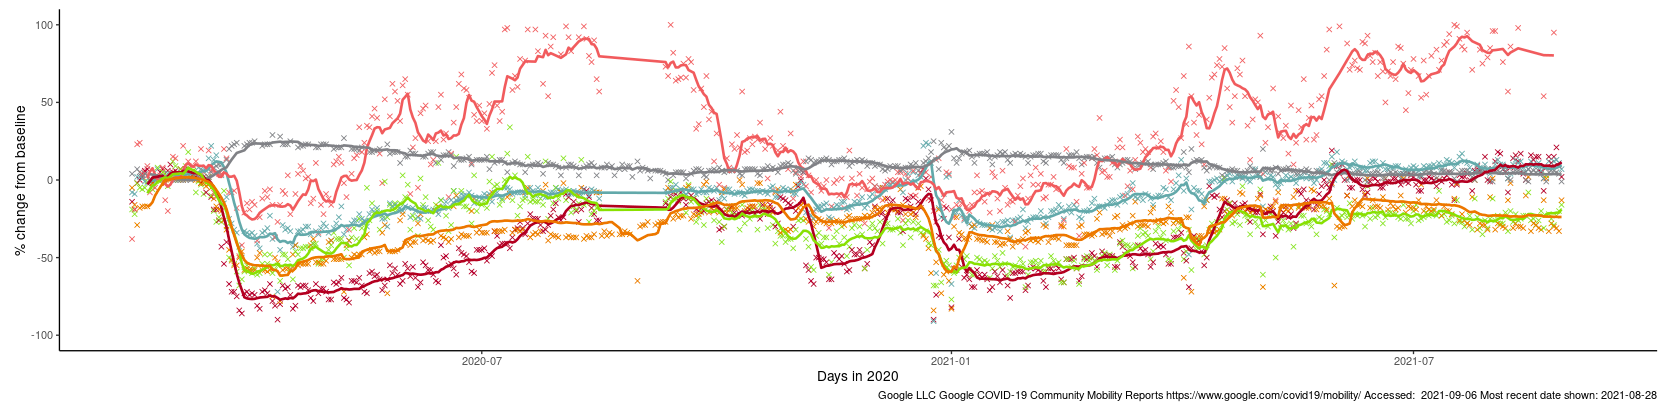 100
50
0
-50
-100
% change from baseline
2020-07
2021-01
2021-07
Days in 2020
Google LLC Google COVID-19 Community Mobility Reports https://www.google.com/covid19/mobility/ Accessed:  2021-09-06 Most recent date shown: 2021-08-28